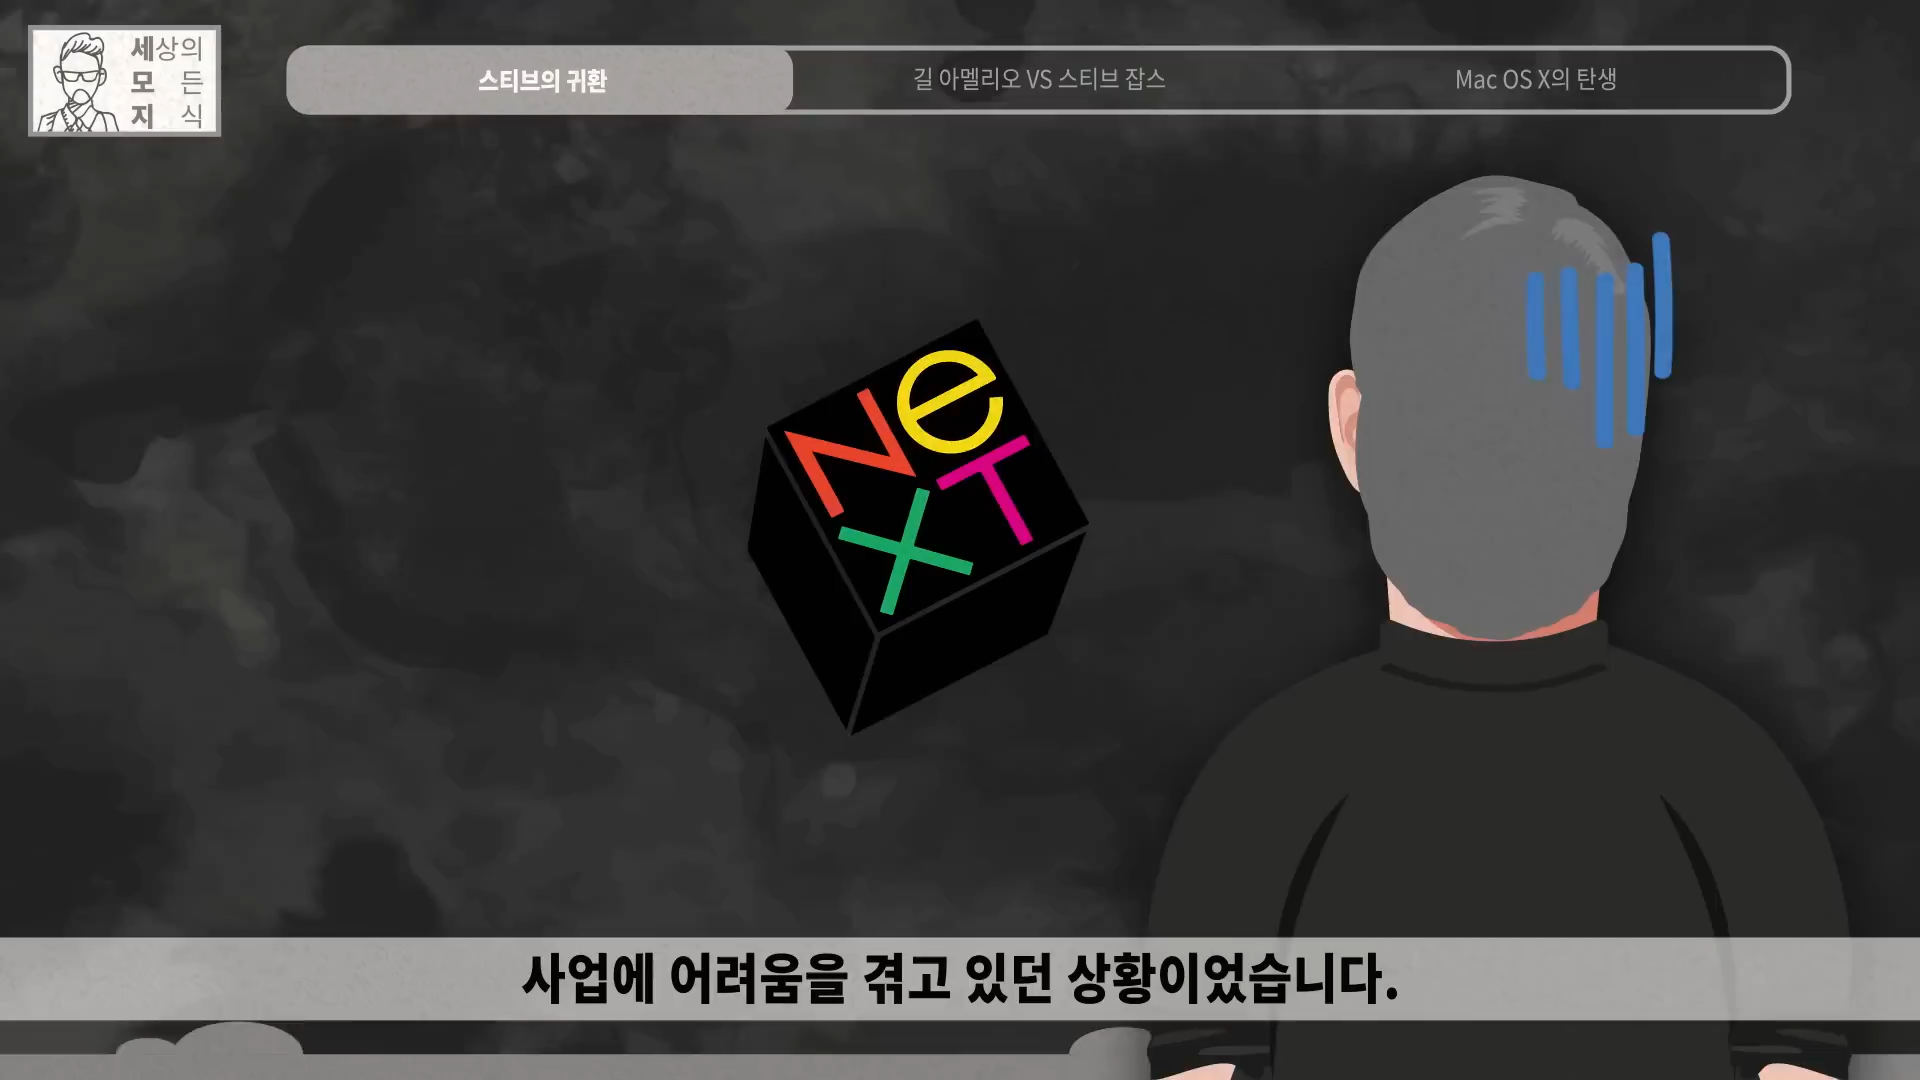 세상의
모든
지식
스티브의 귀환
길 아멜리오 VS 스티브 잡스
Mac OS X의 탄생
Ne
XT
사업에 어려움을 겪고 있던 상황이었습니다.